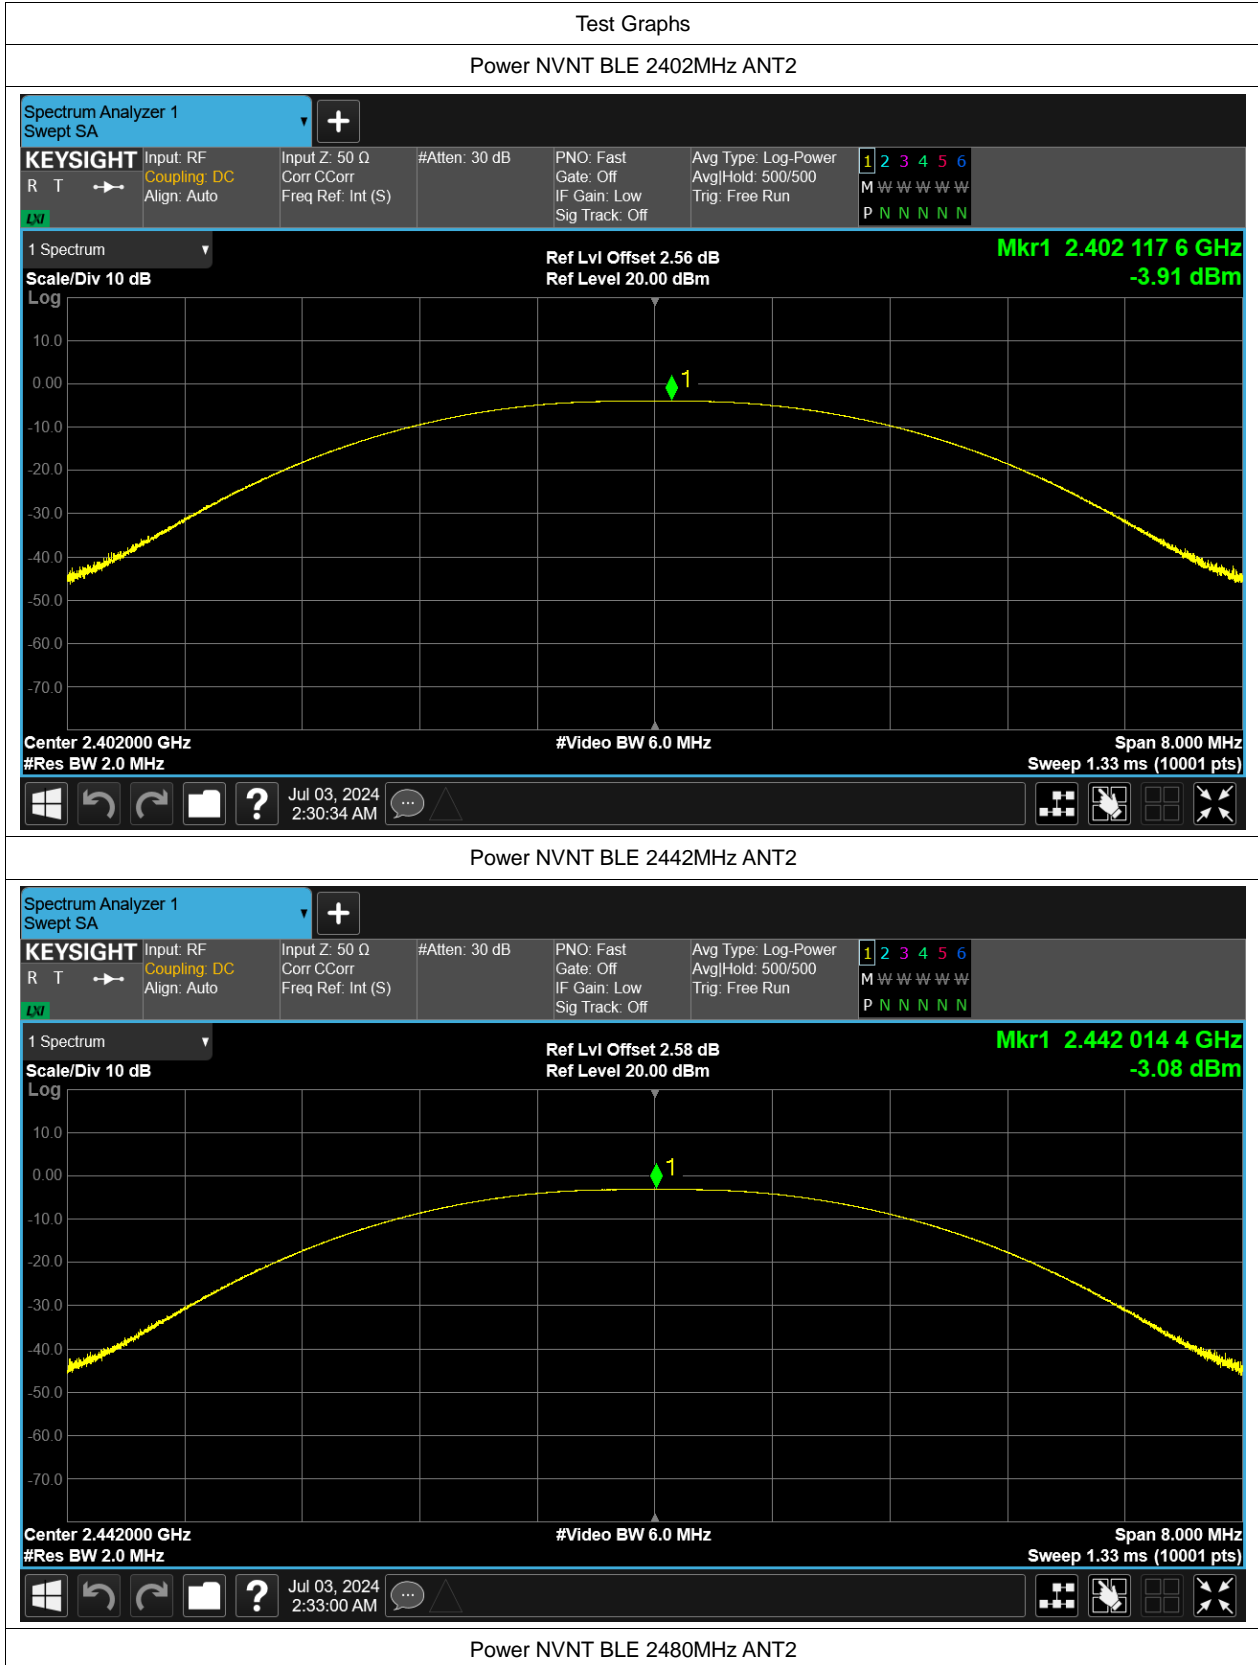 Test Graphs
Power NVNT BLE 2402MHz ANT2
Spectrum Analyzer 1
Swept SA
KEYSIGHT Input: RF Input Z: 50 Ω #Atten: 30 dB PNO: Fast Avg Type: Log-Power 1 2 3 4 5 6
R T Coupling: DC Corr CCorr Gate: Off Avg|Hold: 500/500 M W W W W W
Align: Auto Freq Ref: Int (S) IF Gain: Low Trig: Free Run
LXI Sig Track: Off P N N N N N
1 Spectrum Ref Lvl Offset 2.56 dB Mkr1 2.402 117 6 GHz
Scale/Div 10 dB Ref Level 20.00 dBm -3.91 dBm
Log
10.0
0.00
1
-10.0
-20.0
-30.0
-40.0
-50.0
-60.0
-70.0
Center 2.402000 GHz #Video BW 6.0 MHz Span 8.000 MHz
#Res BW 2.0 MHz Sweep 1.33 ms (10001 pts)
? Jul 03, 2024
2:30:34 AM
Power NVNT BLE 2442MHz ANT2
Spectrum Analyzer 1
Swept SA
KEYSIGHT Input: RF Input Z: 50 Ω #Atten: 30 dB PNO: Fast Avg Type: Log-Power 1 2 3 4 5 6
R T Coupling: DC Corr CCorr Gate: Off Avg|Hold: 500/500 M W W W W W
Align: Auto Freq Ref: Int (S) IF Gain: Low Trig: Free Run
LXI Sig Track: Off P N N N N N
1 Spectrum Ref Lvl Offset 2.58 dB Mkr1 2.442 014 4 GHz
Scale/Div 10 dB Ref Level 20.00 dBm -3.08 dBm
Log
10.0
0.00
1
-10.0
-20.0
-30.0
-40.0
-50.0
-60.0
-70.0
Center 2.442000 GHz #Video BW 6.0 MHz Span 8.000 MHz
#Res BW 2.0 MHz Sweep 1.33 ms (10001 pts)
? Jul 03, 2024
2:33:00 AM
Power NVNT BLE 2480MHz ANT2